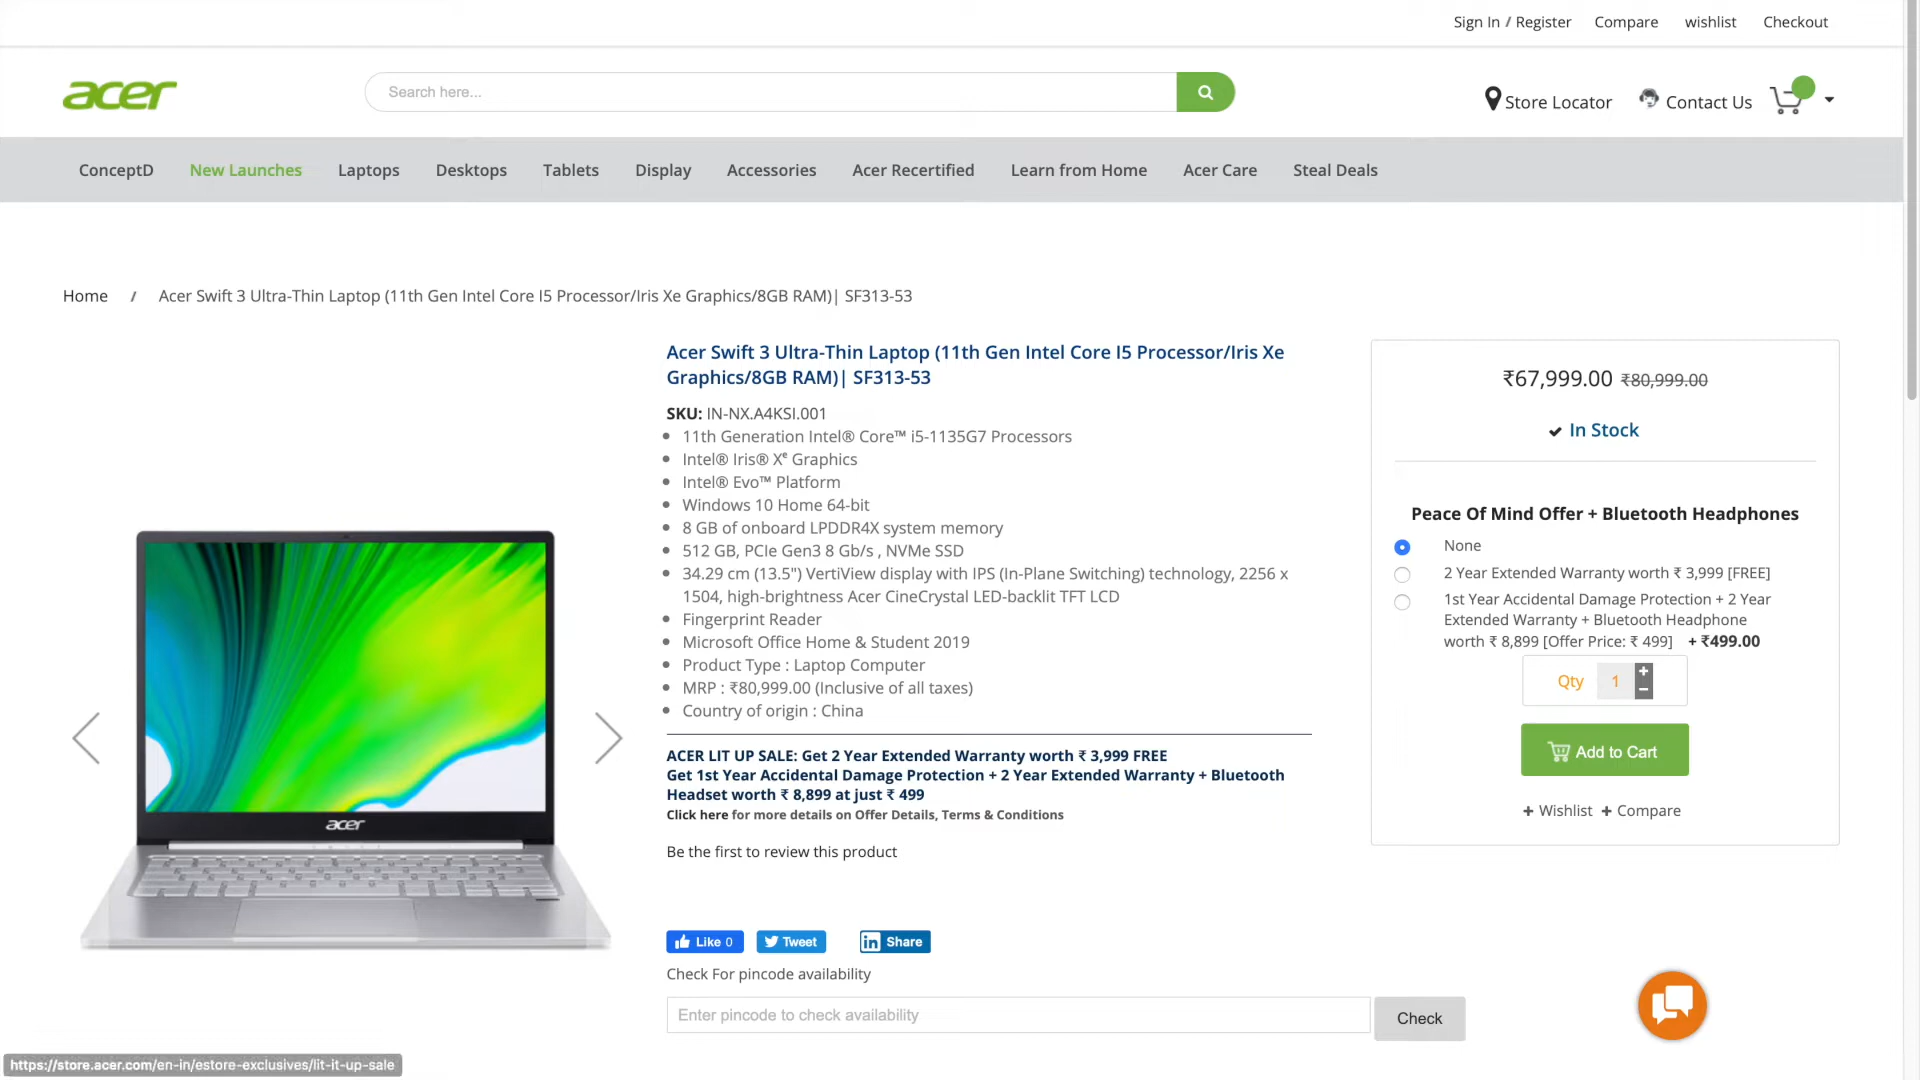 Sign In / Register Compare wishlist Checkout
acer
Search here...
Store Locator Contact Us
ConceptD New Launches Laptops Desktops Tablets Display Accessories Acer Recertified Learn from Home Acer Care Steal Deals
Home / Acer Swift 3 Ultra-Thin Laptop (11th Gen Intel Core I5 Processor/Iris Xe Graphics/8GB RAM)| SF313-53
Acer Swift 3 Ultra-Thin Laptop (11th Gen Intel Core I5 Processor/Iris Xe
Graphics/8GB RAM)| SF313-53
SKU: IN-NX.A4KSI.001
11th Generation Intel® Core™ i5-1135G7 Processors
Intel® Iris® Xᵉ Graphics
Intel® Evo™ Platform
Windows 10 Home 64-bit
8 GB of onboard LPDDR4X system memory
512 GB, PCIe Gen3 8 Gb/s , NVMe SSD
34.29 cm (13.5") VertiView display with IPS (In-Plane Switching) technology, 2256 x
1504, high-brightness Acer CineCrystal LED-backlit TFT LCD
Fingerprint Reader
Microsoft Office Home & Student 2019
Product Type : Laptop Computer
MRP : ₹80,999.00 (Inclusive of all taxes)
Country of origin : China
ACER LIT UP SALE: Get 2 Year Extended Warranty worth ₹ 3,999 FREE
Get 1st Year Accidental Damage Protection + 2 Year Extended Warranty + Bluetooth
Headset worth ₹ 8,899 at just ₹ 499
Click here for more details on Offer Details, Terms & Conditions
Be the first to review this product
Like 0 Tweet in Share
Check For pincode availability
Enter pincode to check availability Check
₹67,999.00 ₹80,999.00
In Stock
Peace Of Mind Offer + Bluetooth Headphones
None
2 Year Extended Warranty worth ₹ 3,999 [FREE]
1st Year Accidental Damage Protection + 2 Year
Extended Warranty + Bluetooth Headphone
worth ₹ 8,899 [Offer Price: ₹ 499] + ₹499.00
Qty 1 + −
Add to Cart
+ Wishlist + Compare
acer
https://store.acer.com/en-in/estore-exclusives/lit-it-up-sale